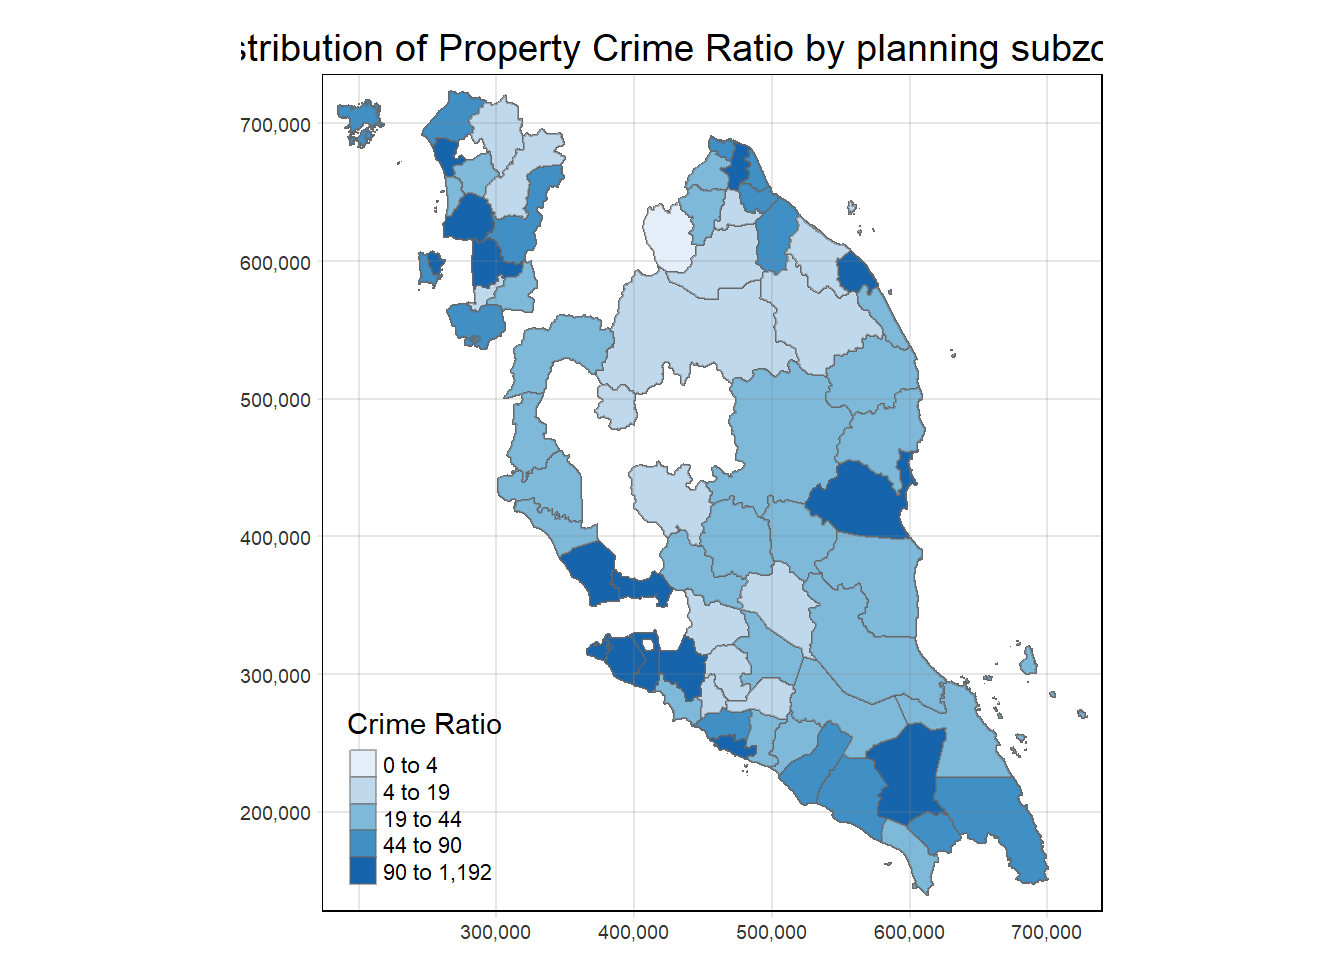 stribution of Property Crime Ratio by planning subzo
700,000
600,000
500,000
400,000
300,000
200,000
Crime Ratio
0 to 4
4 to 19
19 to 44
44 to 90
90 to 1,192
300,000 400,000 500,000 600,000 700,000